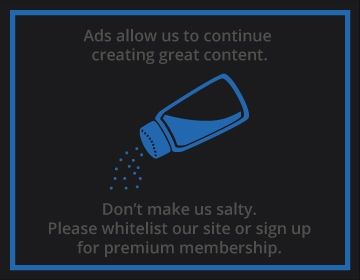 Ads allow us to continue
creating great content.
Don't make us salty.
Please whitelist our site or sign up
for premium membership.